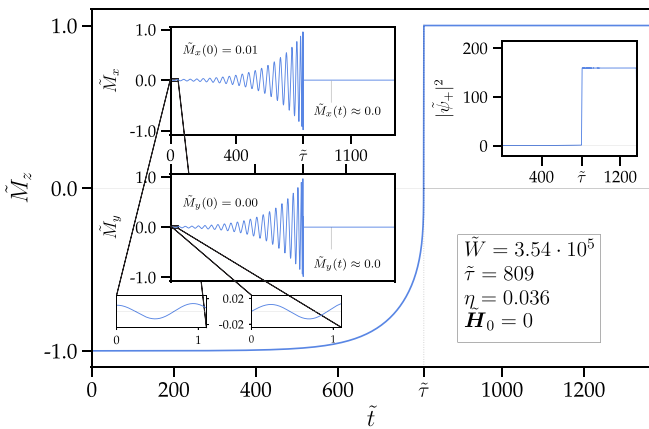 1.0
0.0
-1.0
M̃_z
0
200
400
600
τ̃
1000
1200
t̃
1.0
0.0
-1.0
M̃_x
M̃_x(0) = 0.01
M̃_x(t) ≈ 0.0
0
400
τ̃
1100
1.0
0.0
-1.0
M̃_y
M̃_y(0) = 0.00
M̃_y(t) ≈ 0.0
0
1
0.02
-0.02
0
1
200
100
0
|ψ̃₊|²
400
τ̃
1200
W̃ = 3.54 · 10⁵
τ̃ = 809
η = 0.036
H̃₀ = 0